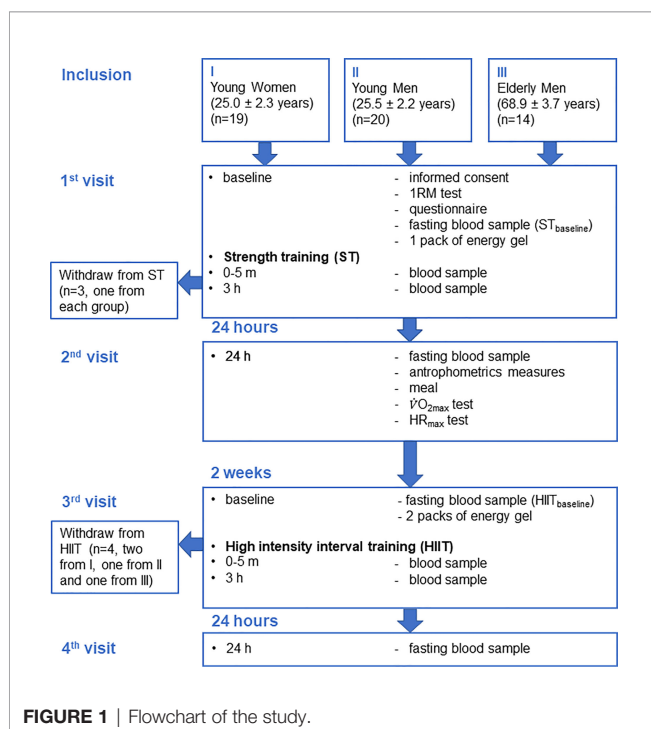 Inclusion
I
Young Women
(25.0 ± 2.3 years)
(n=19)
II
Young Men
(25.5 ± 2.2 years)
(n=20)
III
Elderly Men
(68.9 ± 3.7 years)
(n=14)
1st visit
• baseline
- informed consent
- 1RM test
- questionnaire
- fasting blood sample (STbaseline)
- 1 pack of energy gel
• Strength training (ST)
• 0-5 m - blood sample
• 3 h - blood sample
Withdraw from ST
(n=3, one from
each group)
24 hours
2nd visit
• 24 h
- fasting blood sample
- antrophometrics measures
- meal
- V̇O2max test
- HRmax test
2 weeks
3rd visit
• baseline
- fasting blood sample (HIITbaseline)
- 2 packs of energy gel
• High intensity interval training (HIIT)
• 0-5 m - blood sample
• 3 h - blood sample
Withdraw from
HIIT (n=4, two
from I, one from II
and one from III)
24 hours
4th visit
• 24 h - fasting blood sample
FIGURE 1 | Flowchart of the study.